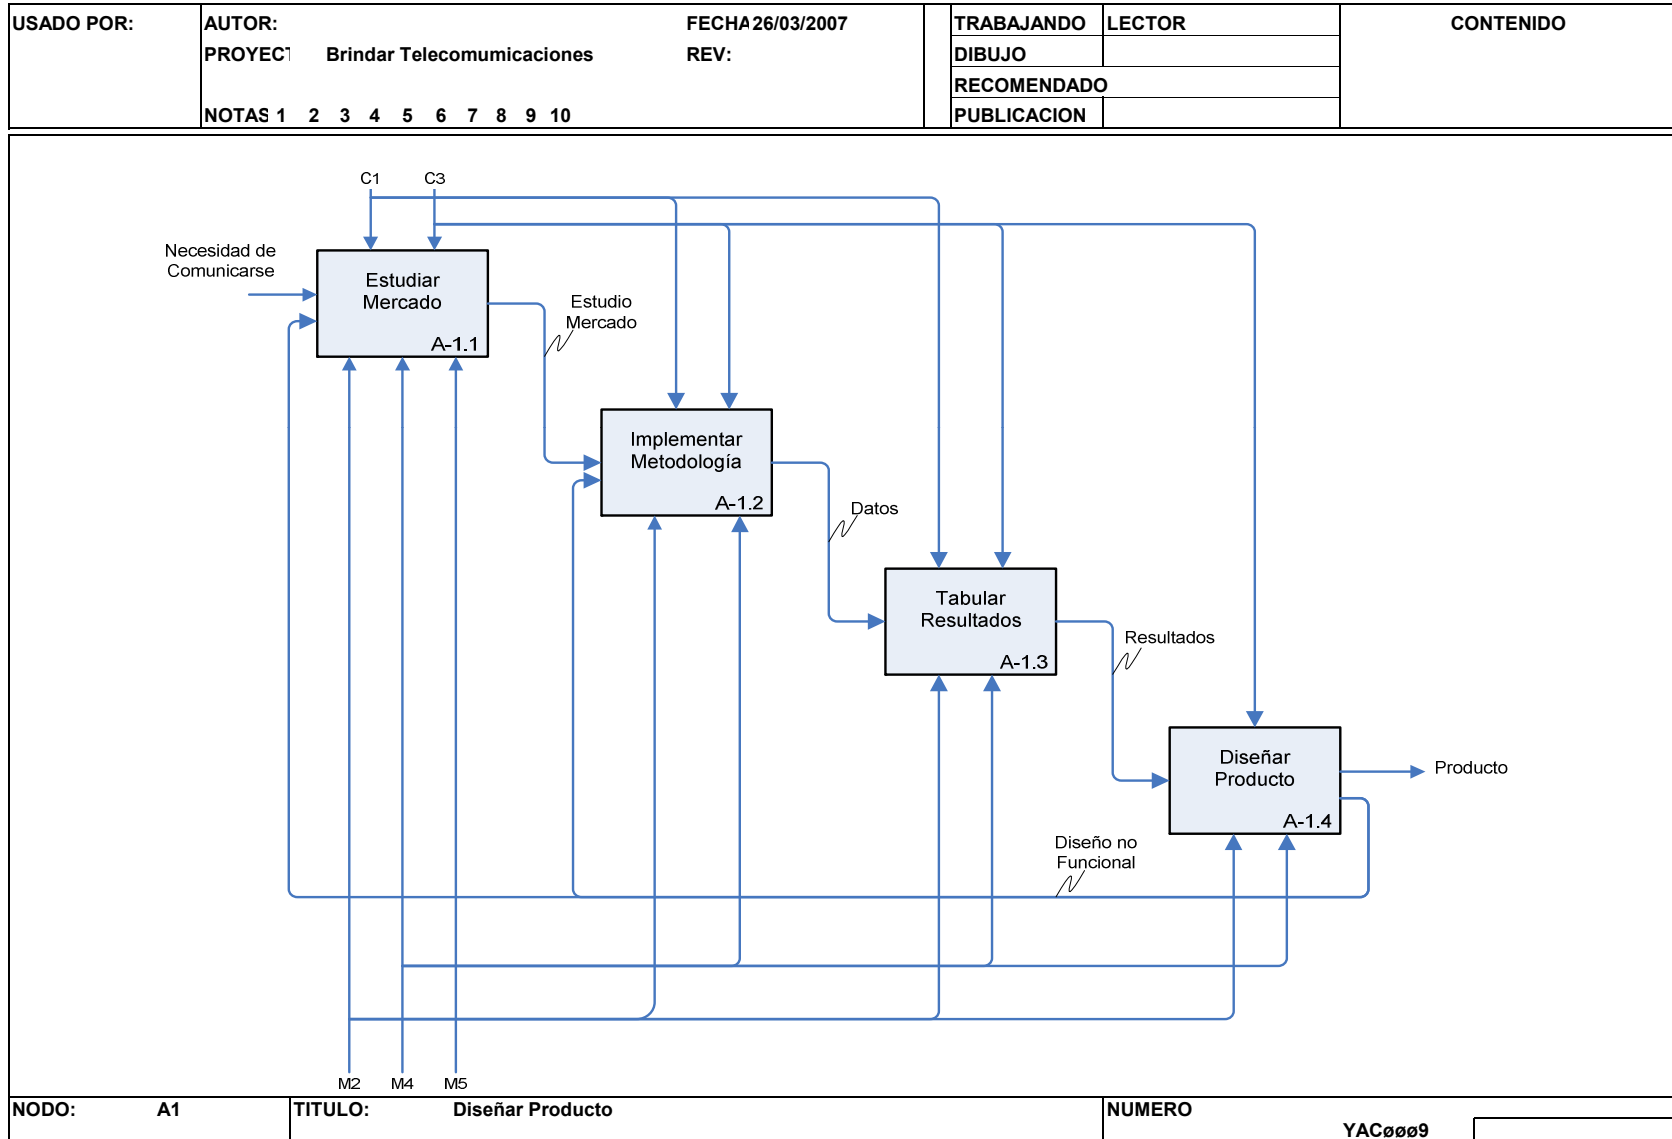 USADO POR:
AUTOR:
FECHA 26/03/2007
TRABAJANDO
LECTOR
CONTENIDO
PROYECT
Brindar Telecomumicaciones
REV:
DIBUJO
RECOMENDADO
NOTAS 1 2 3 4 5 6 7 8 9 10
PUBLICACION
C1
C3
Necesidad de
Comunicarse
Estudiar
Mercado
A-1.1
Estudio
Mercado
Implementar
Metodología
A-1.2
Datos
Tabular
Resultados
A-1.3
Resultados
Diseñar
Producto
A-1.4
Producto
Diseño no
Funcional
M2
M4
M5
NODO:
A1
TITULO:
Diseñar Producto
NUMERO
YACøøø9